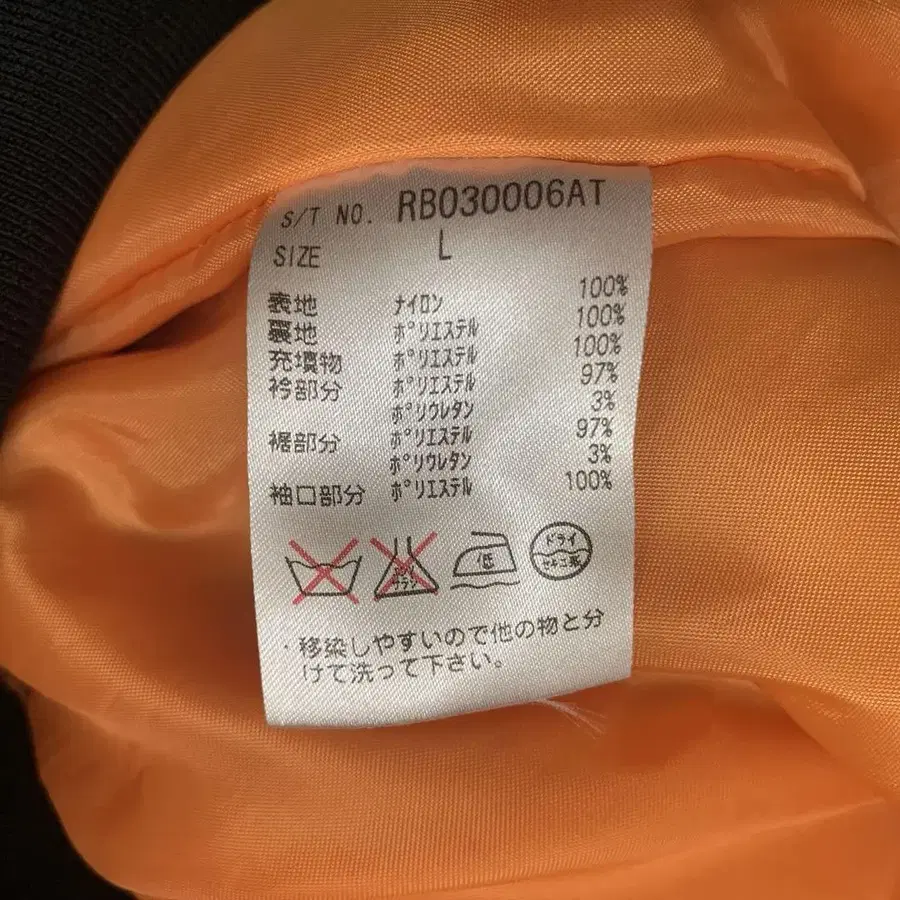 S/T NO. RB030006AT
SIZE L
表地 ナイロン 100%
裏地 ポリエステル 100%
充填物 ポリエステル 100%
衿部分 ポリエステル 97%
ポリウレタン 3%
裾部分 ポリエステル 97%
ポリウレタン 3%
袖口部分 ポリエステル 100%
低
ドライ
・移染しやすいので他の物と分
けて洗って下さい。